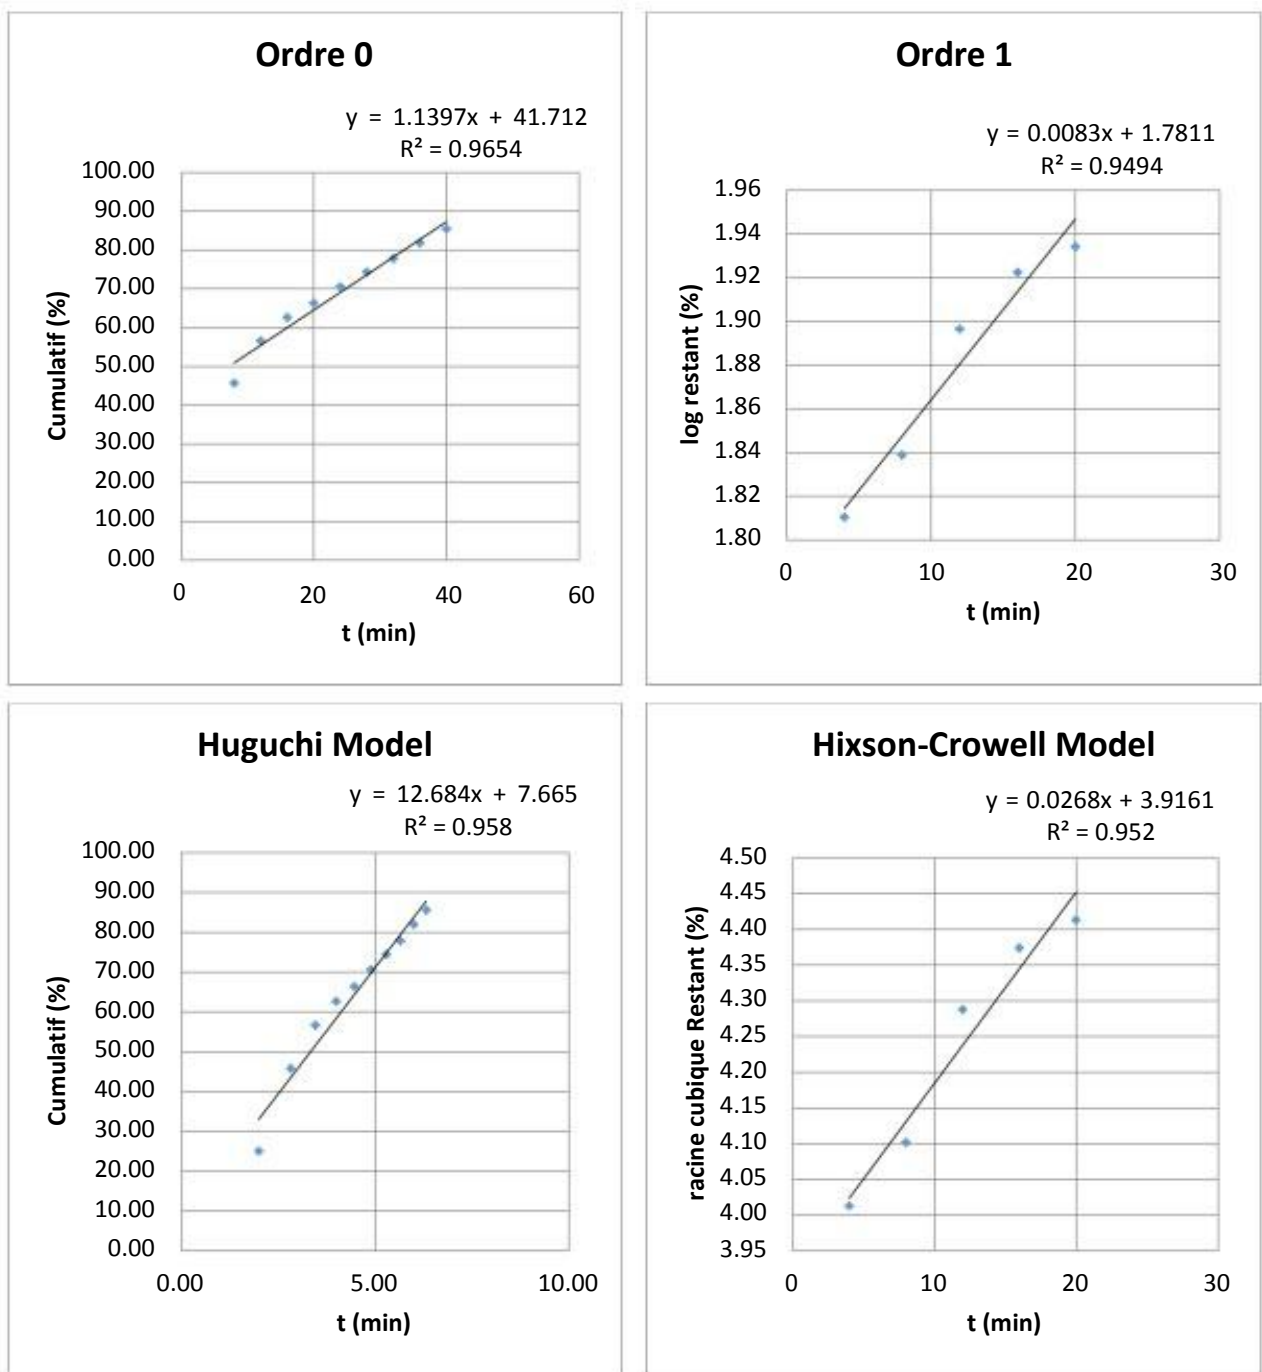 Ordre 0
y = 1.1397x + 41.712
R² = 0.9654
100.00
90.00
80.00
70.00
60.00
50.00
40.00
30.00
20.00
10.00
0.00
Cumulatif (%)
0 20 40 60
t (min)
Ordre 1
y = 0.0083x + 1.7811
R² = 0.9494
1.96
1.94
1.92
1.90
1.88
1.86
1.84
1.82
1.80
log restant (%)
0 10 20 30
t (min)
Huguchi Model
y = 12.684x + 7.665
R² = 0.958
100.00
90.00
80.00
70.00
60.00
50.00
40.00
30.00
20.00
10.00
0.00
Cumulatif (%)
0.00 5.00 10.00
t (min)
Hixson-Crowell Model
y = 0.0268x + 3.9161
R² = 0.952
4.50
4.45
4.40
4.35
4.30
4.25
4.20
4.15
4.10
4.05
4.00
3.95
racine cubique Restant (%)
0 10 20 30
t (min)